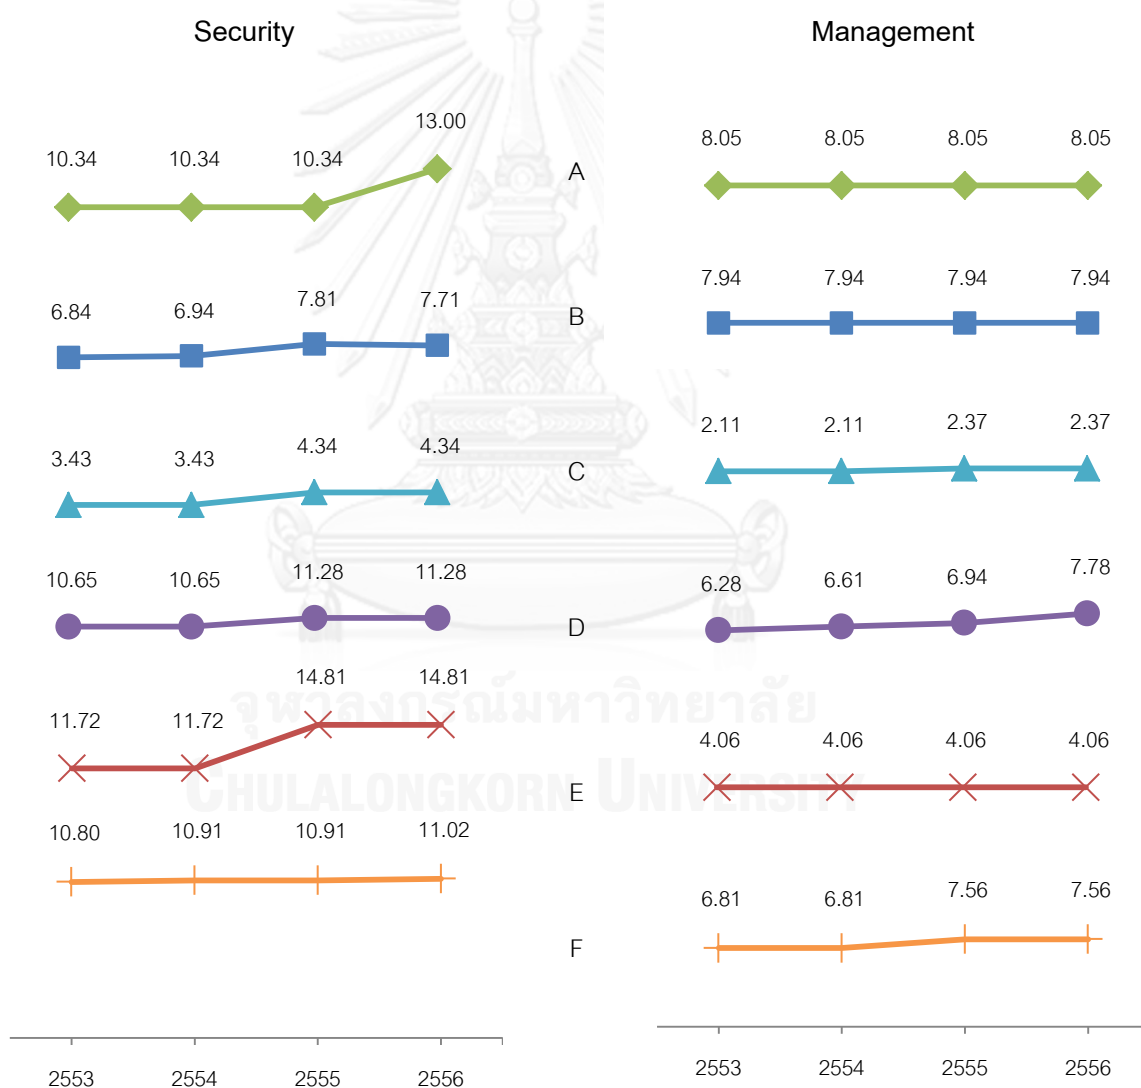 Security
Management
13.00
10.34 10.34 10.34
8.05 8.05 8.05 8.05
A
7.94 7.94 7.94 7.94
6.84 6.94 7.81 7.71
B
2.11 2.11 2.37 2.37
3.43 3.43 4.34 4.34
C
10.65 10.65 11.28 11.28
6.28 6.61 6.94 7.78
D
14.81 14.81
11.72 11.72
จุฬาลงกรณ์มหาวิทยาลัย
4.06 4.06 4.06 4.06
E
CHULALONGKORN UNIVERSITY
10.80 10.91 10.91 11.02
6.81 6.81 7.56 7.56
F
2553 2554 2555 2556
2553 2554 2555 2556